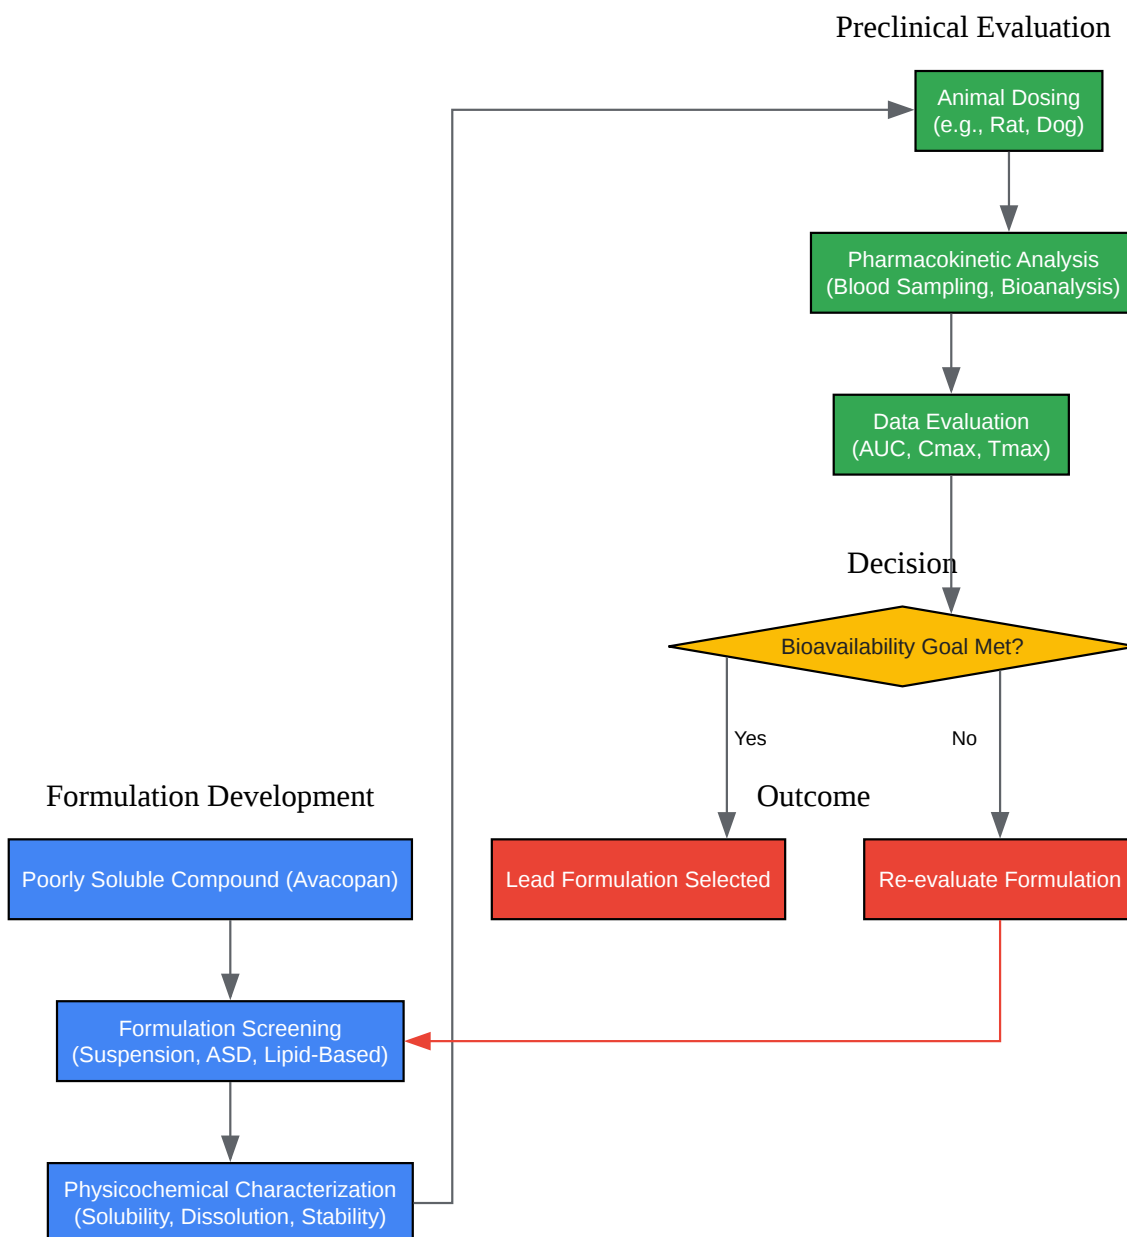 Preclinical Evaluation
Animal Dosing
(e.g., Rat, Dog)
Pharmacokinetic Analysis
(Blood Sampling, Bioanalysis)
Data Evaluation
(AUC, Cmax, Tmax)
Decision
Bioavailability Goal Met?
Yes
No
Formulation Development
Outcome
Poorly Soluble Compound (Avacopan)
Lead Formulation Selected
Re-evaluate Formulation
Formulation Screening
(Suspension, ASD, Lipid-Based)
Physicochemical Characterization
(Solubility, Dissolution, Stability)